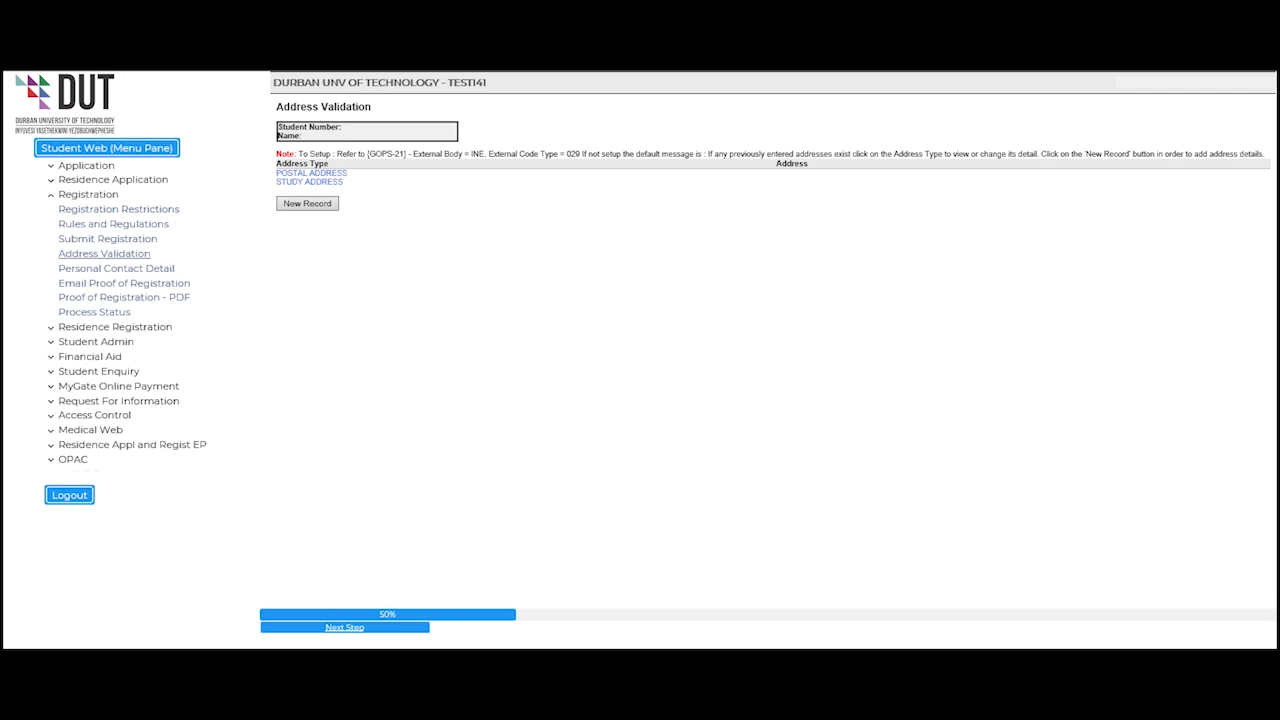 DUT
DURBAN UNIVERSITY OF TECHNOLOGY
INYUVESI YASETHEKWINI YEZOBUCHWEPHESHE
Student Web (Menu Pane)
Application
Residence Application
Registration
Registration Restrictions
Rules and Regulations
Submit Registration
Address Validation
Personal Contact Detail
Email Proof of Registration
Proof of Registration - PDF
Process Status
Residence Registration
Student Admin
Financial Aid
Student Enquiry
MyGate Online Payment
Request For Information
Access Control
Medical Web
Residence Appl and Regist EP
OPAC
Logout
DURBAN UNV OF TECHNOLOGY - TEST141
Address Validation
Student Number:
Name:
Note: To Setup : Refer to {GOPS-21} - External Body = INE, External Code Type = 029 If not setup the default message is : If any previously entered addresses exist click on the Address Type to view or change its detail. Click on the 'New Record' button in order to add address details.
Address Type Address
POSTAL ADDRESS
STUDY ADDRESS
New Record
50%
Next Step